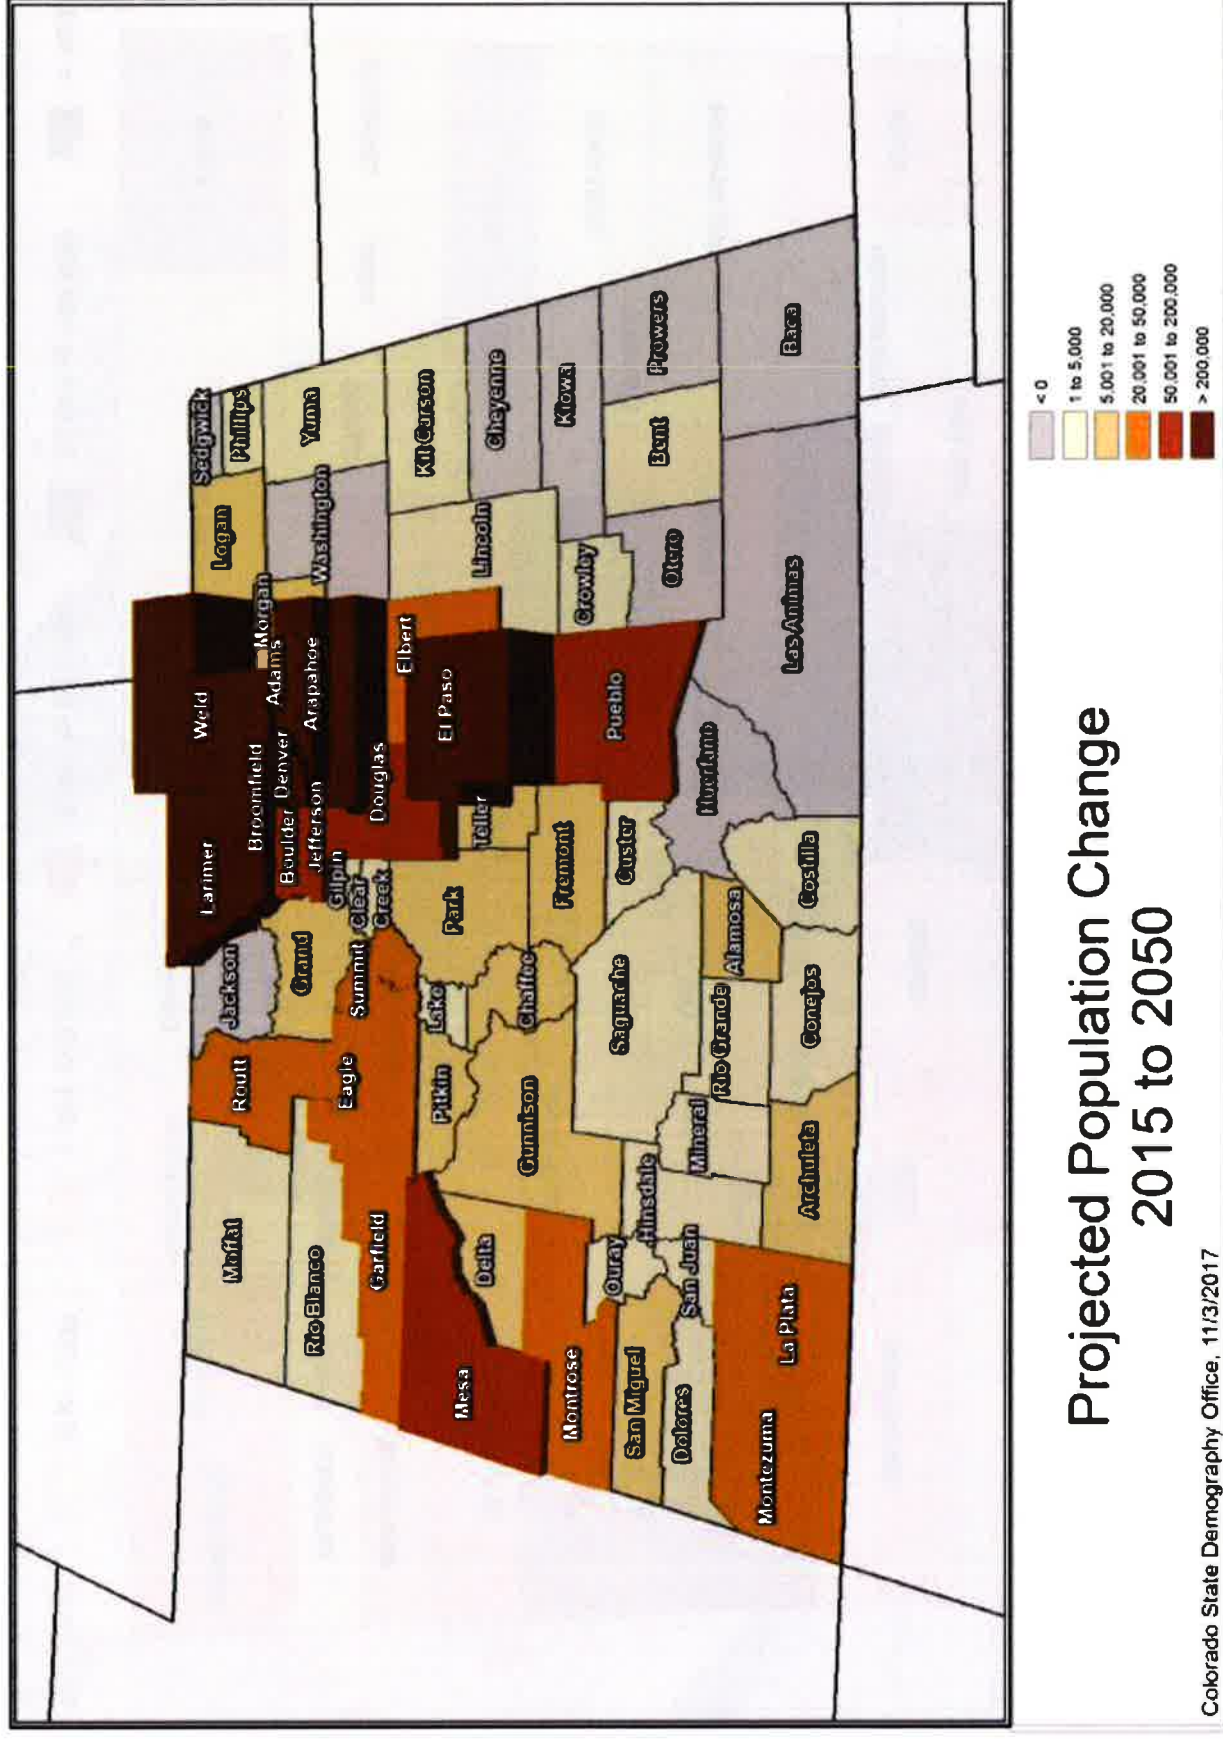 Sedgwick
Logan
Phillips
Weld
Larimer
Jackson
Routt
Moffat
Morgan
Yuma
Washington
Adams
Broomfield
Boulder
Denver
Arapahoe
Jefferson
Gilpin
Clear
Creek
Grand
Summit
Eagle
Rio Blanco
Garfield
Douglas
Elbert
Kit Carson
Lincoln
Cheyenne
El Paso
Teller
Park
Lake
Pitkin
Mesa
Delta
Gunnison
Chaffee
Fremont
Kiowa
Crowley
Pueblo
Custer
Saguache
Montrose
Ouray
Hinsdale
San Miguel
Dolores
San Juan
Mineral
Rio Grande
Alamosa
Huerfano
Otero
Bent
Prowers
Baca
Las Animas
Costilla
Conejos
Archuleta
La Plata
Montezuma
Projected Population Change
2015 to 2050
< 0
1 to 5,000
5,001 to 20,000
20,001 to 50,000
50,001 to 200,000
> 200,000
Colorado State Demography Office, 11/3/2017